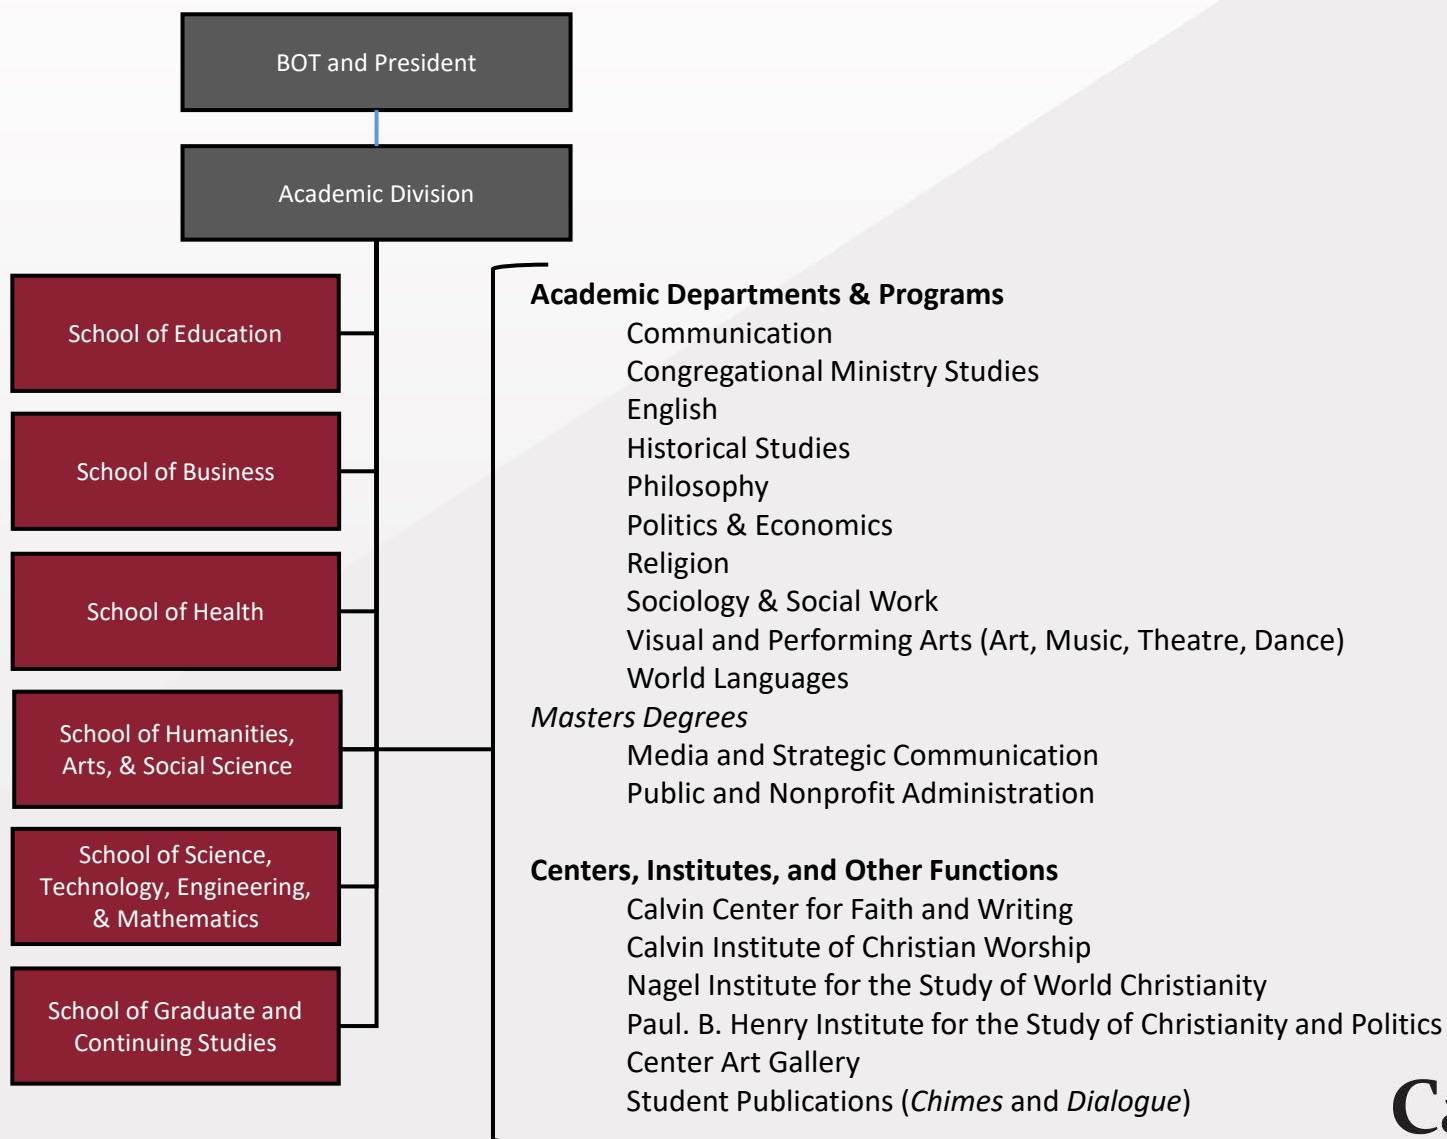 BOT and President
Academic Division
School of Education
School of Business
School of Health
School of Humanities,
Arts, & Social Science
School of Science,
Technology, Engineering,
& Mathematics
School of Graduate and
Continuing Studies
Academic Departments & Programs
Communication
Congregational Ministry Studies
English
Historical Studies
Philosophy
Politics & Economics
Religion
Sociology & Social Work
Visual and Performing Arts (Art, Music, Theatre, Dance)
World Languages
Masters Degrees
Media and Strategic Communication
Public and Nonprofit Administration
Centers, Institutes, and Other Functions
Calvin Center for Faith and Writing
Calvin Institute of Christian Worship
Nagel Institute for the Study of World Christianity
Paul. B. Henry Institute for the Study of Christianity and Politics
Center Art Gallery
Student Publications (Chimes and Dialogue)